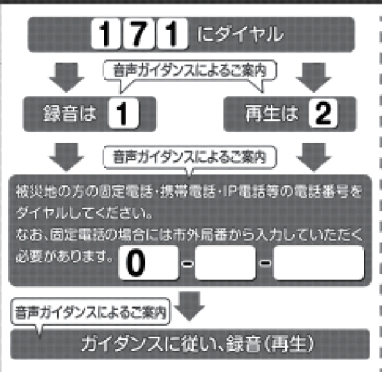 171 にダイヤル
音声ガイダンスによるご案内
録音は 1 再生は 2
音声ガイダンスによるご案内
被災地の方の固定電話・携帯電話・IP電話等の電話番号を
ダイヤルしてください。
なお、固定電話の場合には市外局番から入力していただく
必要があります。 0 - -
音声ガイダンスによるご案内
ガイダンスに従い、録音(再生)